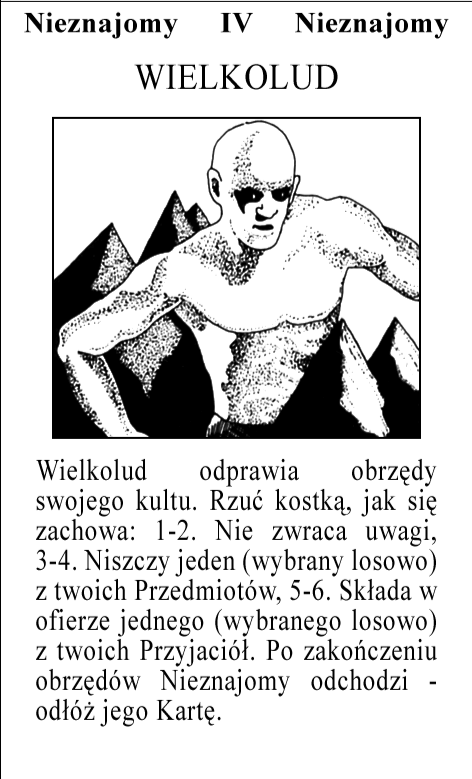 Nieznajomy IV Nieznajomy
WIELKOLUD
Wielkolud odprawia obrzędy
swojego kultu. Rzuć kostką, jak się
zachowa: 1-2. Nie zwraca uwagi,
3-4. Niszczy jeden (wybrany losowo)
z twoich Przedmiotów, 5-6. Składa w
ofierze jednego (wybranego losowo)
z twoich Przyjaciół. Po zakończeniu
obrzędów Nieznajomy odchodzi -
odłóż jego Kartę.